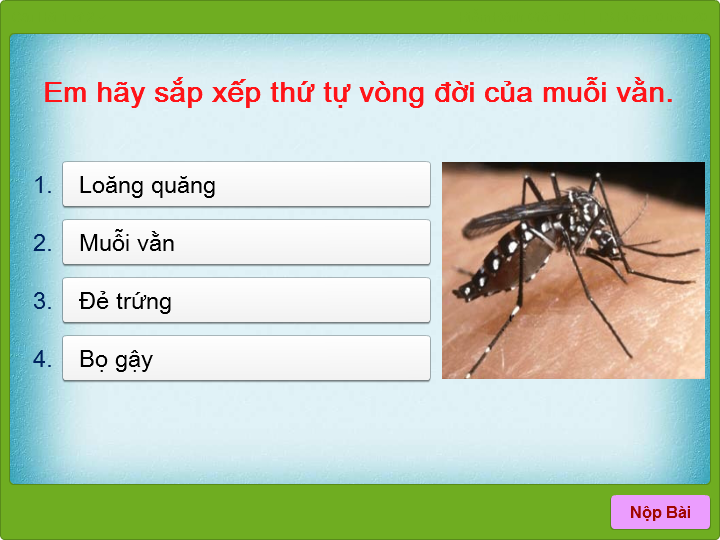 Em hãy sắp xếp thứ tự vòng đời của muỗi vằn.
1. Loăng quăng
2. Muỗi vằn
3. Đẻ trứng
4. Bọ gậy
Nộp Bài